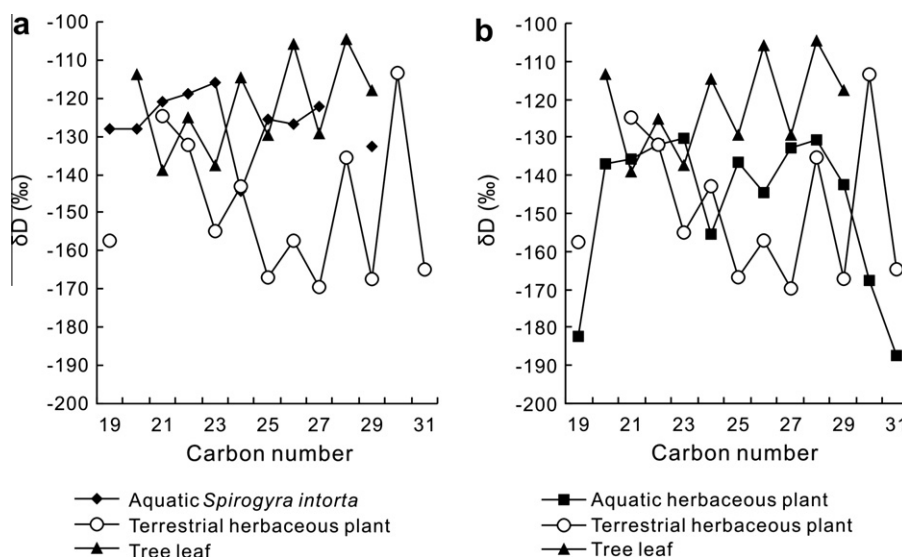 a
-100
-110
-120
-130
-140
-150
-160
-170
-180
-190
-200
δD (‰)
19 21 23 25 27 29 31
Carbon number
Aquatic Spirogyra intorta
Terrestrial herbaceous plant
Tree leaf
b
-100
-110
-120
-130
-140
-150
-160
-170
-180
-190
-200
δD (‰)
19 21 23 25 27 29 31
Carbon number
Aquatic herbaceous plant
Terrestrial herbaceous plant
Tree leaf